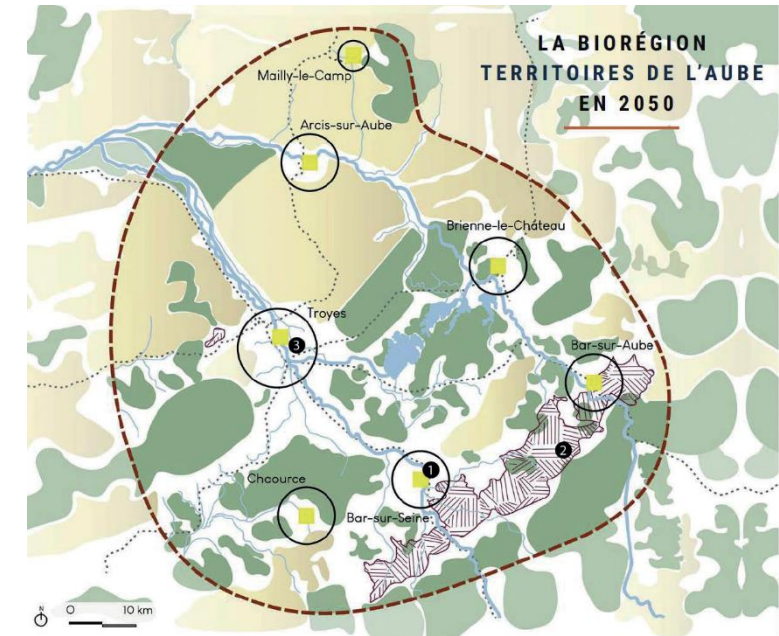 LA BIORÉGION
TERRITOIRES DE L'AUBE
EN 2050
Mailly-le-Camp
Arcis-sur-Aube
Brienne-le-Château
Troyes
3
Bar-sur-Aube
2
1
Chaource
Bar-sur-Seine
N
0 10 km